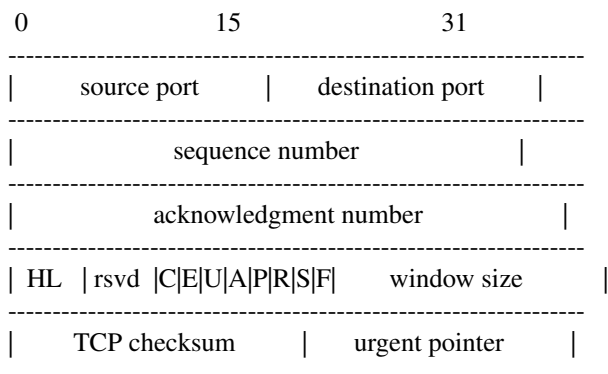 0 15 31
-----------------------------------------------------------------
| source port | destination port |
-----------------------------------------------------------------
| sequence number |
-----------------------------------------------------------------
| acknowledgment number |
-----------------------------------------------------------------
| HL | rsvd |C|E|U|A|P|R|S|F| window size |
-----------------------------------------------------------------
| TCP checksum | urgent pointer |